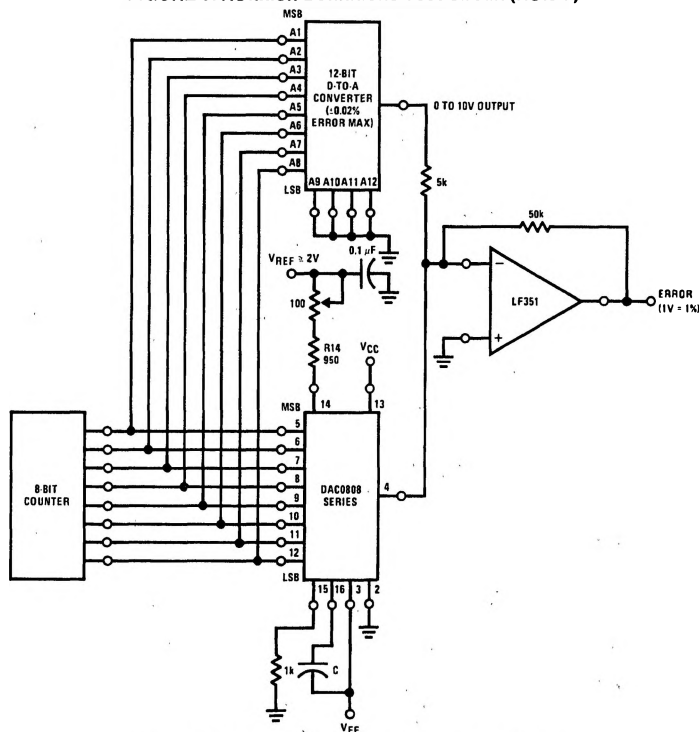 MSB
A1
A2
A3
A4
A5
A6
A7
A8
LSB
12-BIT
D-TO-A
CONVERTER
(±0.02%
ERROR MAX)
A9 A10 A11 A12
0 TO 10V OUTPUT
5k
50k
0.1 µF
VREF ≅ 2V
100
R14
950
VCC
LF351
−
+
ERROR
(1V = 1%)
MSB
14
13
8-BIT
COUNTER
5
6
7
8
9
10
11
12
LSB
DAC0808
SERIES
4
15 16 3 2
1k
C
VEE